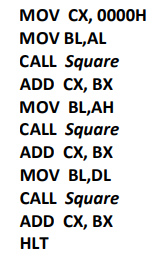 MOV CX, 0000H
MOV BL,AL
CALL Square
ADD CX, BX
MOV BL,AH
CALL Square
ADD CX, BX
MOV BL,DL
CALL Square
ADD CX, BX
HLT